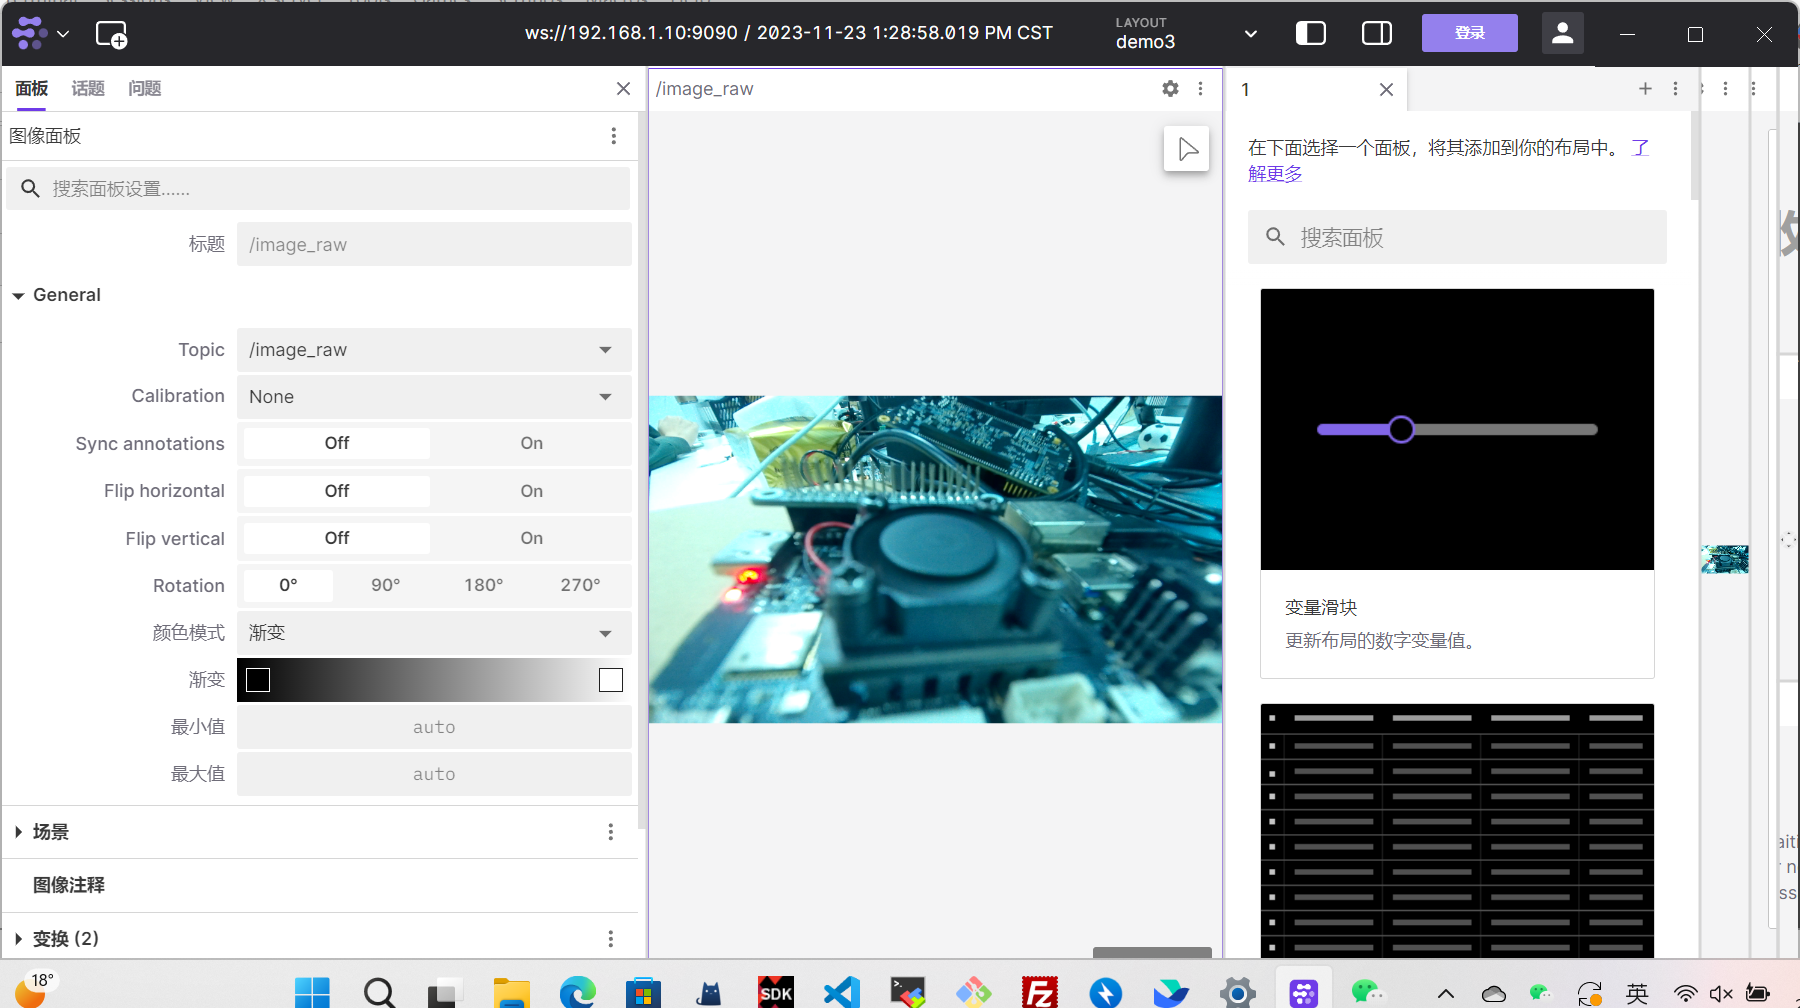 ws://192.168.1.10:9090 / 2023-11-23 1:28:58.019 PM CST
LAYOUT
demo3
登录
面板
话题
问题
图像面板
搜索面板设置......
标题
/image_raw
General
Topic
/image_raw
Calibration
None
Sync annotations
Off
On
Flip horizontal
Off
On
Flip vertical
Off
On
Rotation
0°
90°
180°
270°
颜色模式
渐变
渐变
最小值
auto
最大值
auto
场景
图像注释
变换 (2)
/image_raw
1
在下面选择一个面板，将其添加到你的布局中。 了
解更多
搜索面板
变量滑块
更新布局的数字变量值。
18°
SDK
英